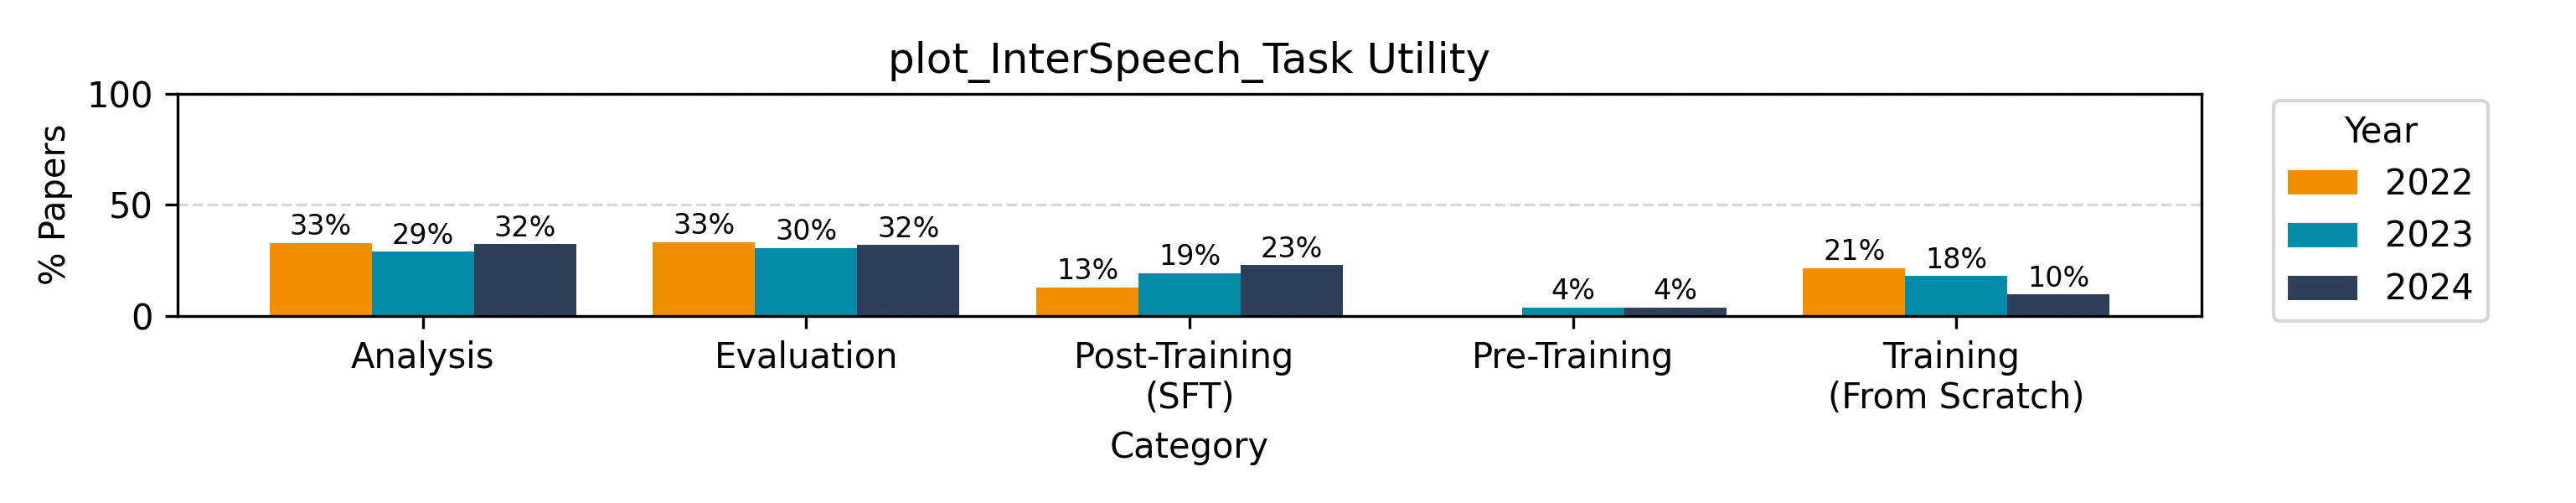 plot_InterSpeech_Task Utility
% Papers
100
50
0
33% 29% 32% 33% 30% 32% 13% 19% 23% 4% 4% 21% 18% 10%
Analysis Evaluation Post-Training Pre-Training Training
(SFT) (From Scratch)
Category
Year
2022
2023
2024